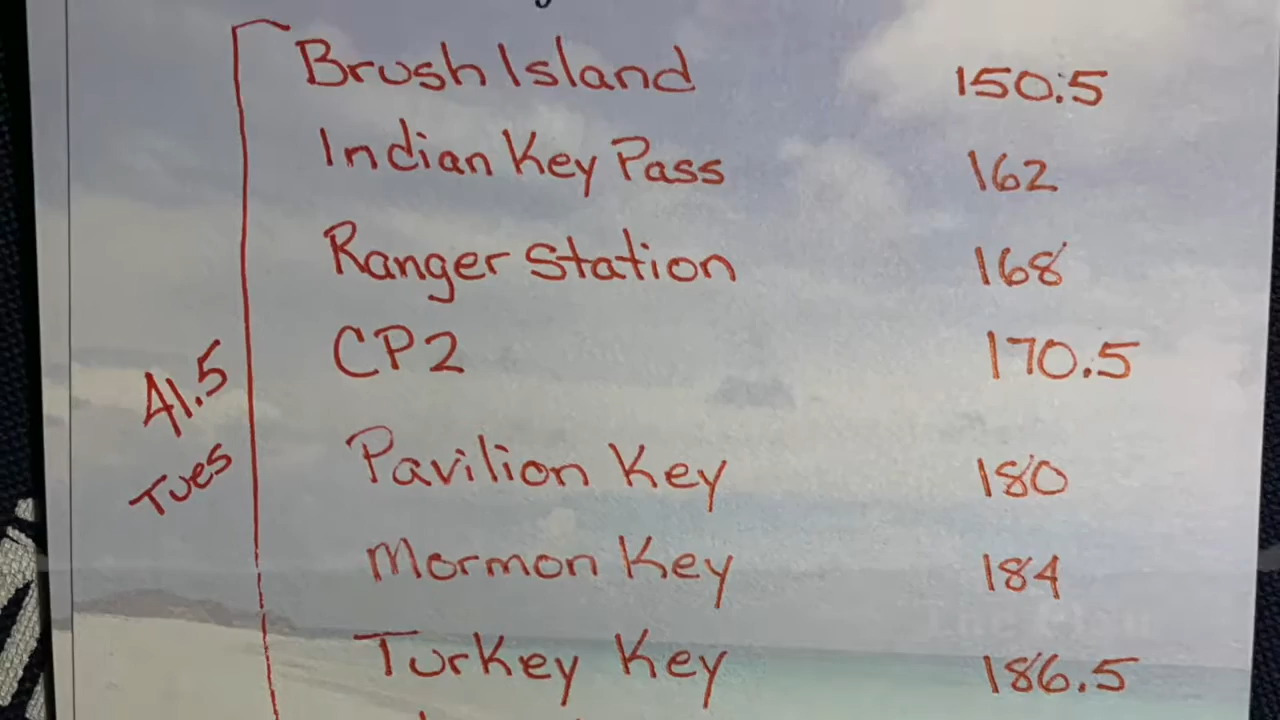 Brush Island 150.5
Indian Key Pass 162
Ranger Station 168
CP2 170.5
41.5
Tues
Pavilion Key 180
Mormon Key 184
Turkey Key 186.5